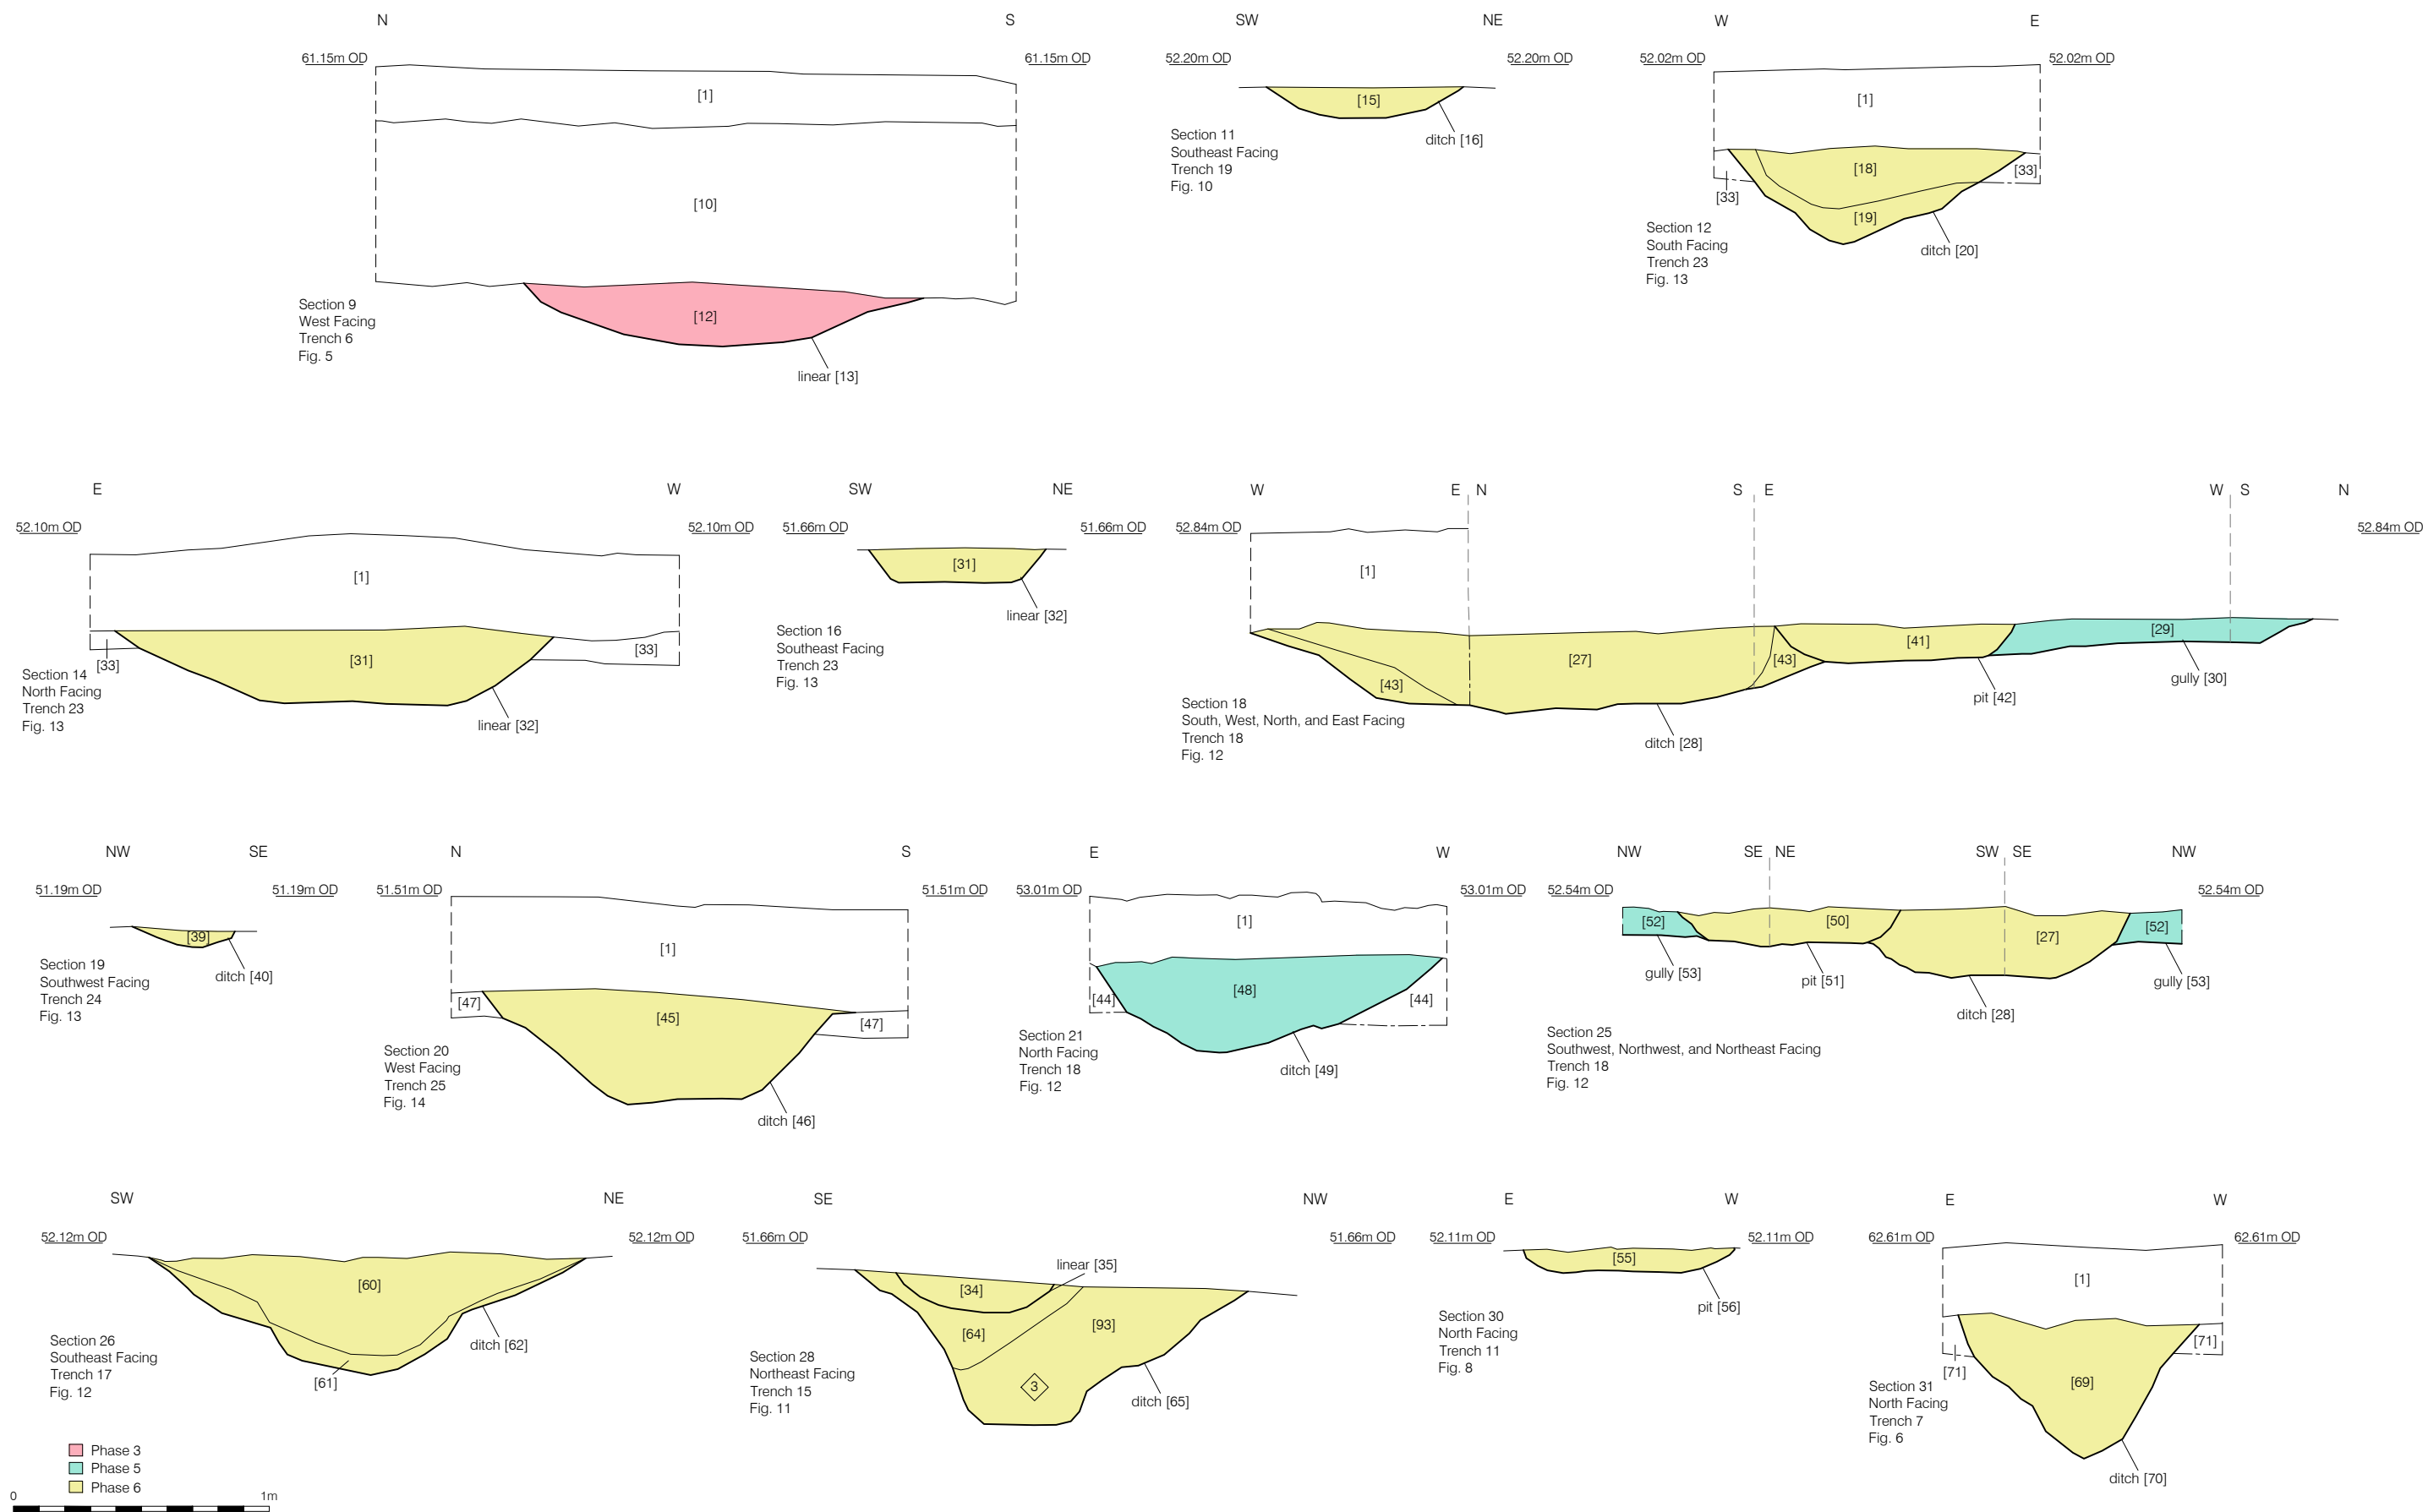 N
S
61.15m OD
61.15m OD
[1]
[10]
[12]
linear [13]
Section 9
West Facing
Trench 6
Fig. 5
SW
NE
52.20m OD
52.20m OD
[15]
ditch [16]
Section 11
Southeast Facing
Trench 19
Fig. 10
W
E
52.02m OD
52.02m OD
[1]
[18]
[33]
[33]
[19]
ditch [20]
Section 12
South Facing
Trench 23
Fig. 13
E
W
52.10m OD
52.10m OD
[1]
[33]
[33]
[31]
linear [32]
Section 14
North Facing
Trench 23
Fig. 13
SW
NE
51.66m OD
51.66m OD
[31]
linear [32]
Section 16
Southeast Facing
Trench 23
Fig. 13
W
E
N
S
E
W
S
N
52.84m OD
52.84m OD
[1]
[43]
[27]
[43]
[41]
[29]
gully [30]
pit [42]
ditch [28]
Section 18
South, West, North, and East Facing
Trench 18
Fig. 12
NW
SE
51.19m OD
51.19m OD
[39]
ditch [40]
Section 19
Southwest Facing
Trench 24
Fig. 13
N
S
51.51m OD
51.51m OD
[1]
[47]
[45]
[47]
ditch [46]
Section 20
West Facing
Trench 25
Fig. 14
E
W
53.01m OD
53.01m OD
[1]
[44]
[48]
[44]
ditch [49]
Section 21
North Facing
Trench 18
Fig. 12
NW
SE
NE
SW
SE
NW
52.54m OD
52.54m OD
[52]
[50]
[27]
[52]
gully [53]
pit [51]
gully [53]
ditch [28]
Section 25
Southwest, Northwest, and Northeast Facing
Trench 18
Fig. 12
SW
NE
52.12m OD
52.12m OD
[60]
ditch [62]
[61]
Section 26
Southeast Facing
Trench 17
Fig. 12
SE
NW
51.66m OD
51.66m OD
linear [35]
[34]
[64]
[93]
3
ditch [65]
Section 28
Northeast Facing
Trench 15
Fig. 11
E
W
52.11m OD
52.11m OD
[55]
pit [56]
Section 30
North Facing
Trench 11
Fig. 8
E
W
62.61m OD
62.61m OD
[1]
[71]
[71]
[69]
ditch [70]
Section 31
North Facing
Trench 7
Fig. 6
Phase 3
Phase 5
Phase 6
0
1m